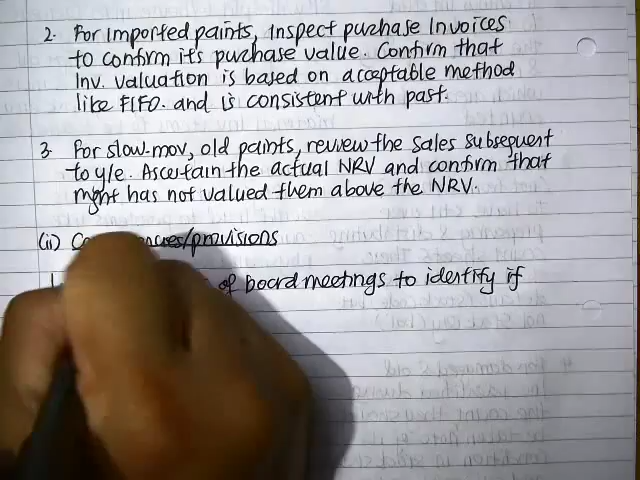 2. For imported paints, inspect purchase invoices
to confirm its purchase value. Confirm that
Inv. valuation is based on acceptable method
like FIFO. and is consistent with past.
3 For slow-mov, old paints, review the sales subsequent
to y/e. Ascertain the actual NRV and confirm that
mgmt has not valued them above the NRV.
(ii) /provisions
of board meetings to identify if